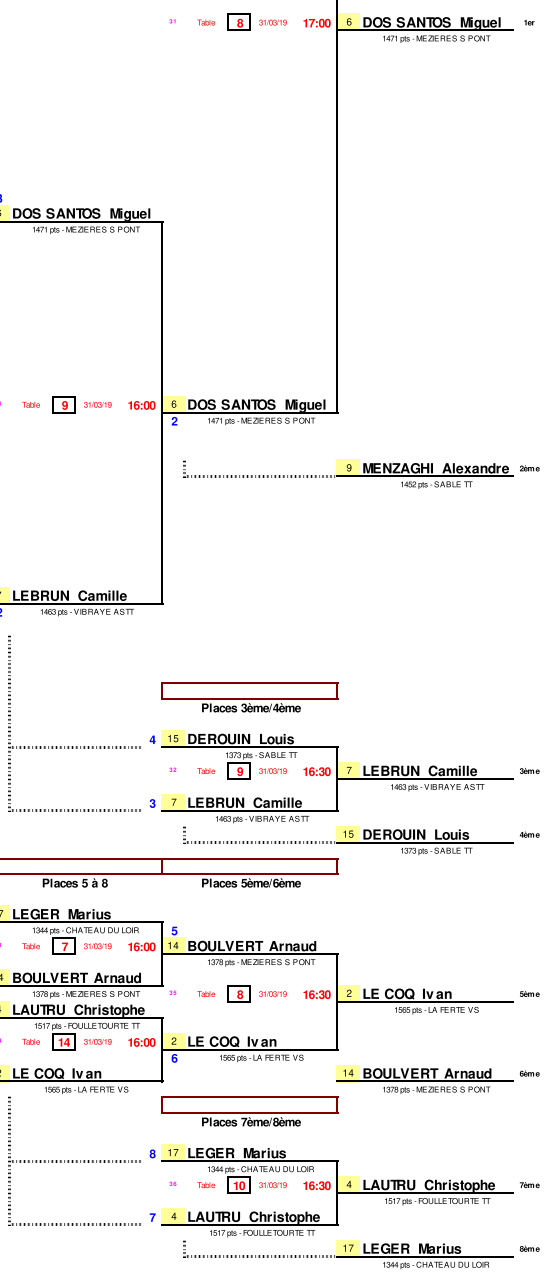 31 Table 8 31/03/19 17:00 6 DOS SANTOS Miguel 1er
1471 pts - MEZIERES S PONT
DOS SANTOS Miguel
1471 pts - MEZIERES S PONT
Table 9 31/03/19 16:00 6 DOS SANTOS Miguel
2 1471 pts - MEZIERES S PONT
9 MENZAGHI Alexandre 2ème
1452 pts - SABLE TT
LEBRUN Camille
1463 pts - VIBRAYE ASTT
Places 3ème/4ème
4 15 DEROUIN Louis
1373 pts - SABLE TT
32 Table 9 31/03/19 16:30 7 LEBRUN Camille 3ème
1463 pts - VIBRAYE ASTT
3 7 LEBRUN Camille
1463 pts - VIBRAYE ASTT
15 DEROUIN Louis 4ème
1373 pts - SABLE TT
Places 5 à 8 Places 5ème/6ème
LEGER Marius
1344 pts - CHATEAU DU LOIR 5
Table 7 31/03/19 16:00 14 BOULVERT Arnaud
1378 pts - MEZIERES S PONT
BOULVERT Arnaud
1378 pts - MEZIERES S PONT
35 Table 8 31/03/19 16:30 2 LE COQ Ivan 5ème
1565 pts - LA FERTE VS
LAUTRU Christophe
1517 pts - FOULLETOURTE TT
Table 14 31/03/19 16:00 2 LE COQ Ivan
6 1565 pts - LA FERTE VS
LE COQ Ivan 14 BOULVERT Arnaud 6ème
1565 pts - LA FERTE VS 1378 pts - MEZIERES S PONT
Places 7ème/8ème
8 17 LEGER Marius
1344 pts - CHATEAU DU LOIR
36 Table 10 31/03/19 16:30 4 LAUTRU Christophe 7ème
1517 pts - FOULLETOURTE TT
7 4 LAUTRU Christophe
1517 pts - FOULLETOURTE TT
17 LEGER Marius 8ème
1344 pts - CHATEAU DU LOIR